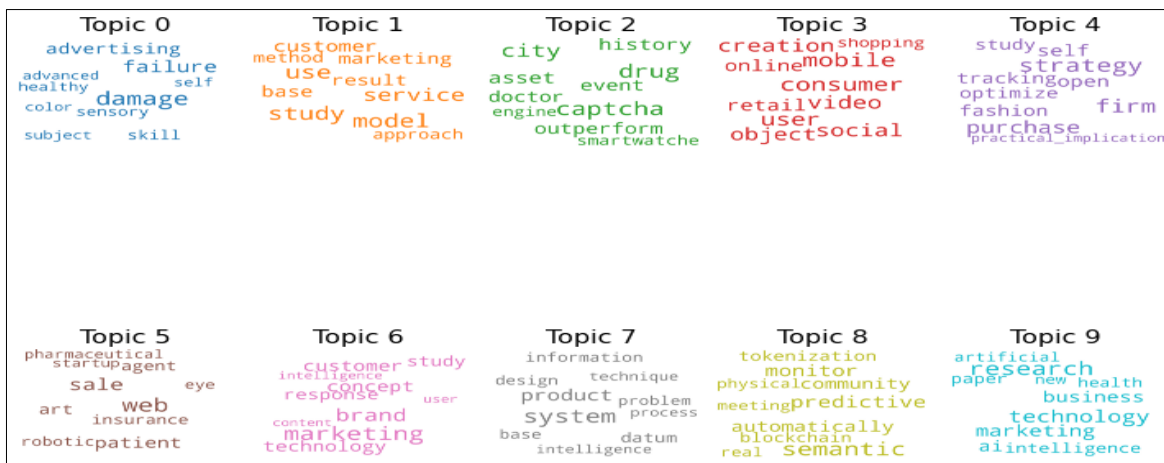 Topic 0
advertising
failure
advanced
healthy
self
damage
color
sensory
subject
skill
Topic 1
customer
method marketing
use
result
base
service
study
model
approach
Topic 2
city
history
drug
asset
event
doctor
engine
captcha
outperform
smartwatche
Topic 3
creation
shopping
online
mobile
consumer
retail
video
user
object
social
Topic 4
study
self
strategy
tracking
open
optimize
fashion
firm
purchase
practical_implication
Topic 5
pharmaceutical
startup
agent
sale
eye
art
web
insurance
robotic
patient
Topic 6
customer
study
intelligence
concept
response
user
brand
content
marketing
technology
Topic 7
information
design
technique
product
problem
system
process
base
datum
intelligence
Topic 8
tokenization
monitor
physical
community
meeting
predictive
automatically
blockchain
real
semantic
Topic 9
artificial
research
paper
new
health
business
technology
marketing
ai
intelligence